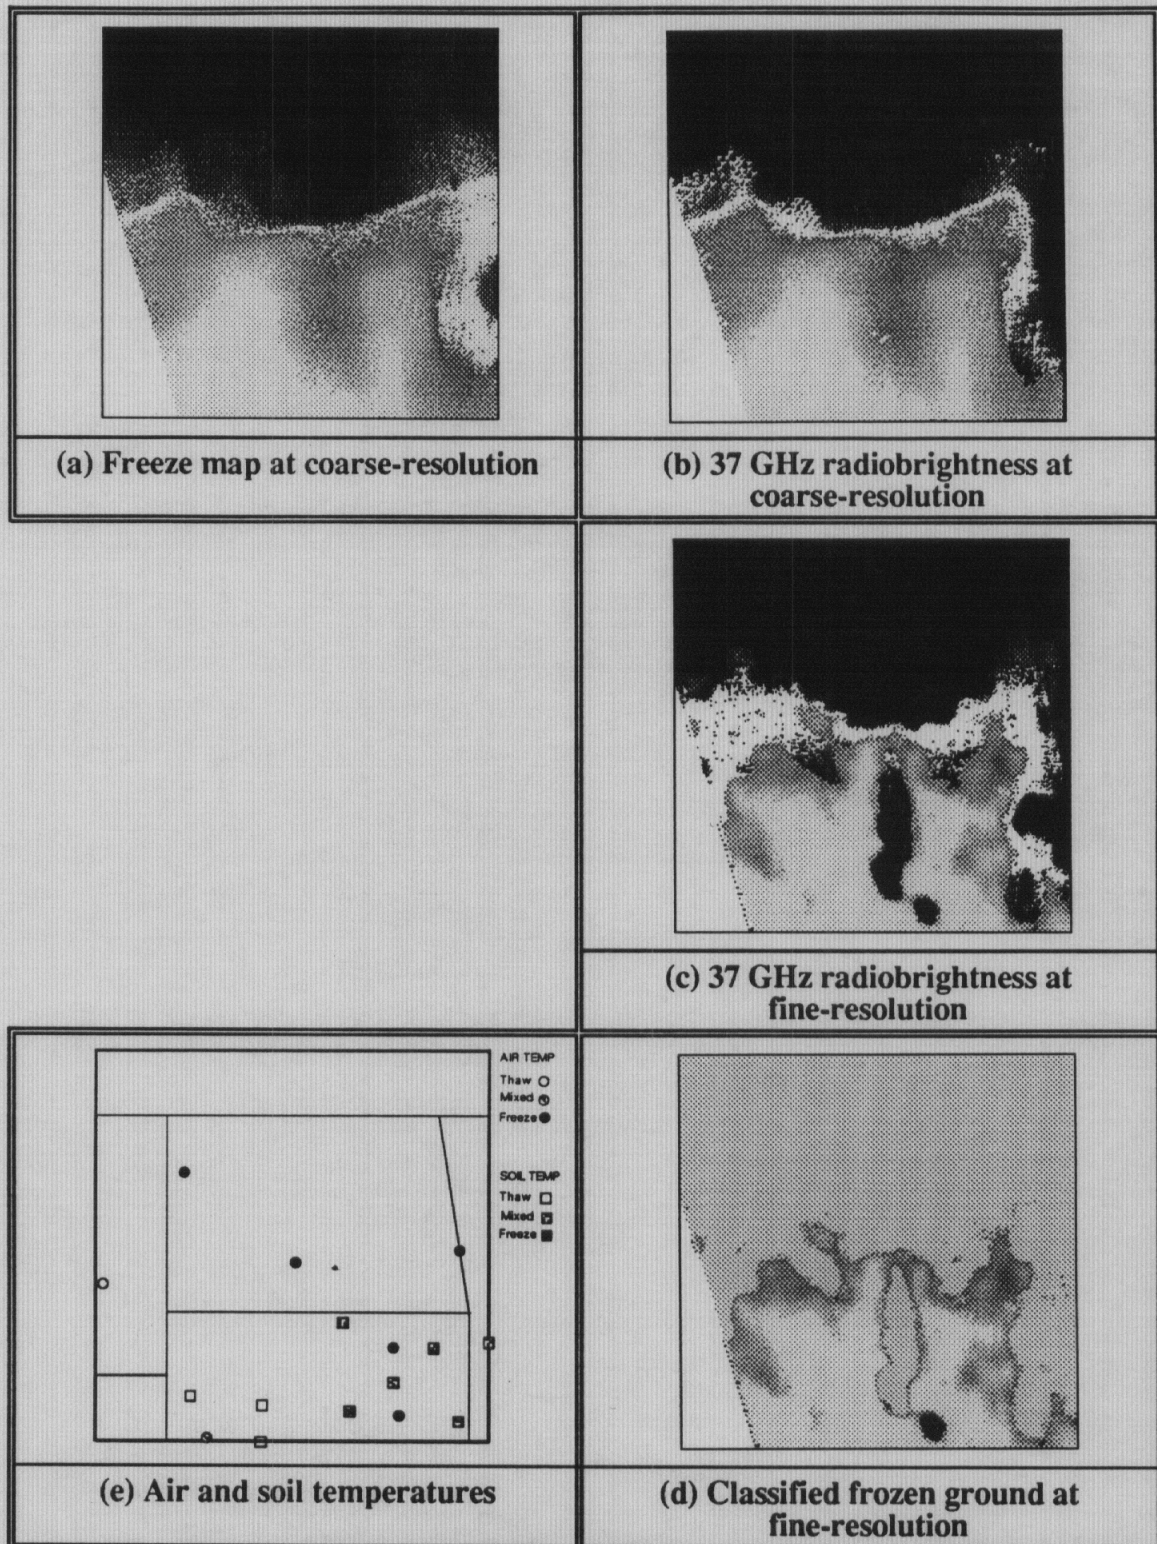 (a) Freeze map at coarse-resolution
(b) 37 GHz radiobrightness at
coarse-resolution
(c) 37 GHz radiobrightness at
fine-resolution
AIR TEMP
Thaw
Mixed
Freeze
SOIL TEMP
Thaw
Mixed
Freeze
(e) Air and soil temperatures
(d) Classified frozen ground at
fine-resolution